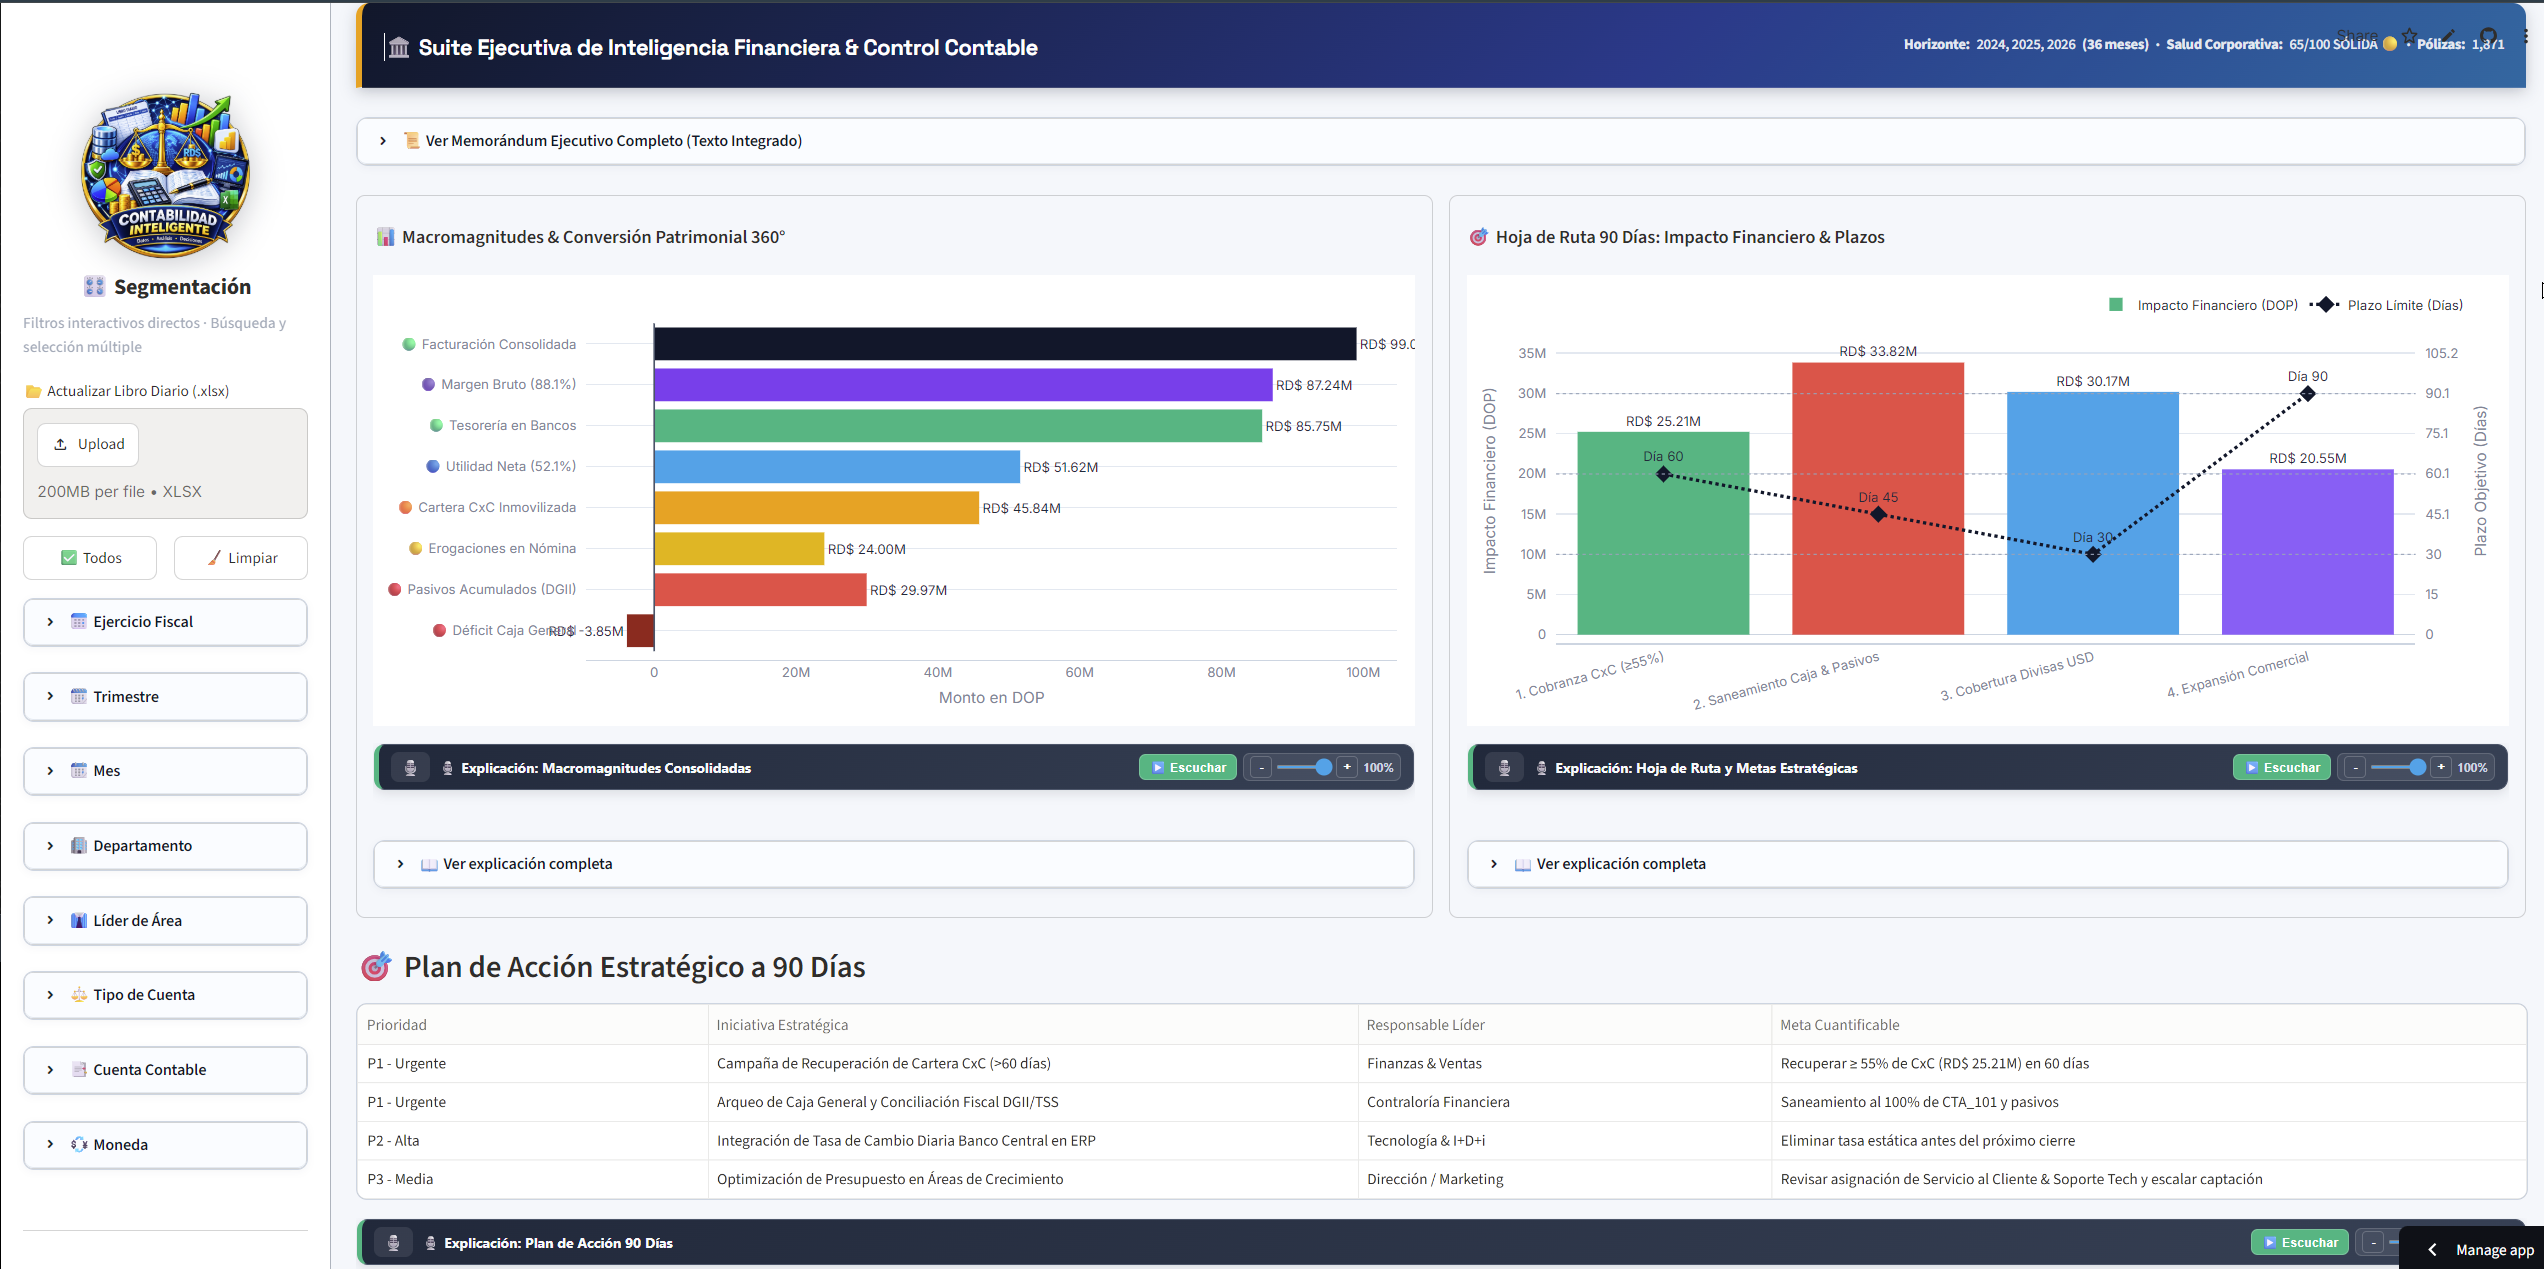 Suite Ejecutiva de Inteligencia Financiera & Control Contable
Horizonte: 2024, 2025, 2026 (36 meses) • Salud Corporativa: 65/100 SÓLIDA • Pólizas: 1,871
Share
CONTABILIDAD
INTELIGENTE
Segmentación
Filtros interactivos directos · Búsqueda y
selección múltiple
Actualizar Libro Diario (.xlsx)
Upload
200MB per file • XLSX
Todos
Limpiar
Ejercicio Fiscal
Trimestre
Mes
Departamento
Líder de Área
Tipo de Cuenta
Cuenta Contable
Moneda
Ver Memorándum Ejecutivo Completo (Texto Integrado)
Macromagnitudes & Conversión Patrimonial 360°
Facturación Consolidada
RD$ 99.0
Margen Bruto (88.1%)
RD$ 87.24M
Tesorería en Bancos
RD$ 85.75M
Utilidad Neta (52.1%)
RD$ 51.62M
Cartera CxC Inmovilizada
RD$ 45.84M
Erogaciones en Nómina
RD$ 24.00M
Pasivos Acumulados (DGII)
RD$ 29.97M
Déficit Caja General
RD$ -3.85M
0 20M 40M 60M 80M 100M
Monto en DOP
Explicación: Macromagnitudes Consolidadas
Escuchar
- + 100%
Ver explicación completa
Hoja de Ruta 90 Días: Impacto Financiero & Plazos
Impacto Financiero (DOP)
Plazo Límite (Días)
35M
30M
25M
20M
15M
10M
5M
0
Impacto Financiero (DOP)
RD$ 25.21M
RD$ 33.82M
RD$ 30.17M
RD$ 20.55M
Día 60
Día 45
Día 30
Día 90
105.2
90.1
75.1
60.1
45.1
30
15
0
Plazo Objetivo (Días)
1. Cobranza CxC (≥55%)
2. Saneamiento Caja & Pasivos
3. Cobertura Divisas USD
4. Expansión Comercial
Explicación: Hoja de Ruta y Metas Estratégicas
Escuchar
- + 100%
Ver explicación completa
Plan de Acción Estratégico a 90 Días
Prioridad Iniciativa Estratégica Responsable Líder Meta Cuantificable
P1 - Urgente Campaña de Recuperación de Cartera CxC (>60 días) Finanzas & Ventas Recuperar ≥ 55% de CxC (RD$ 25.21M) en 60 días
P1 - Urgente Arqueo de Caja General y Conciliación Fiscal DGII/TSS Contraloría Financiera Saneamiento al 100% de CTA_101 y pasivos
P2 - Alta Integración de Tasa de Cambio Diaria Banco Central en ERP Tecnología & I+D+i Eliminar tasa estática antes del próximo cierre
P3 - Media Optimización de Presupuesto en Áreas de Crecimiento Dirección / Marketing Revisar asignación de Servicio al Cliente & Soporte Tech y escalar captación
Explicación: Plan de Acción 90 Días
Escuchar
-
Manage app